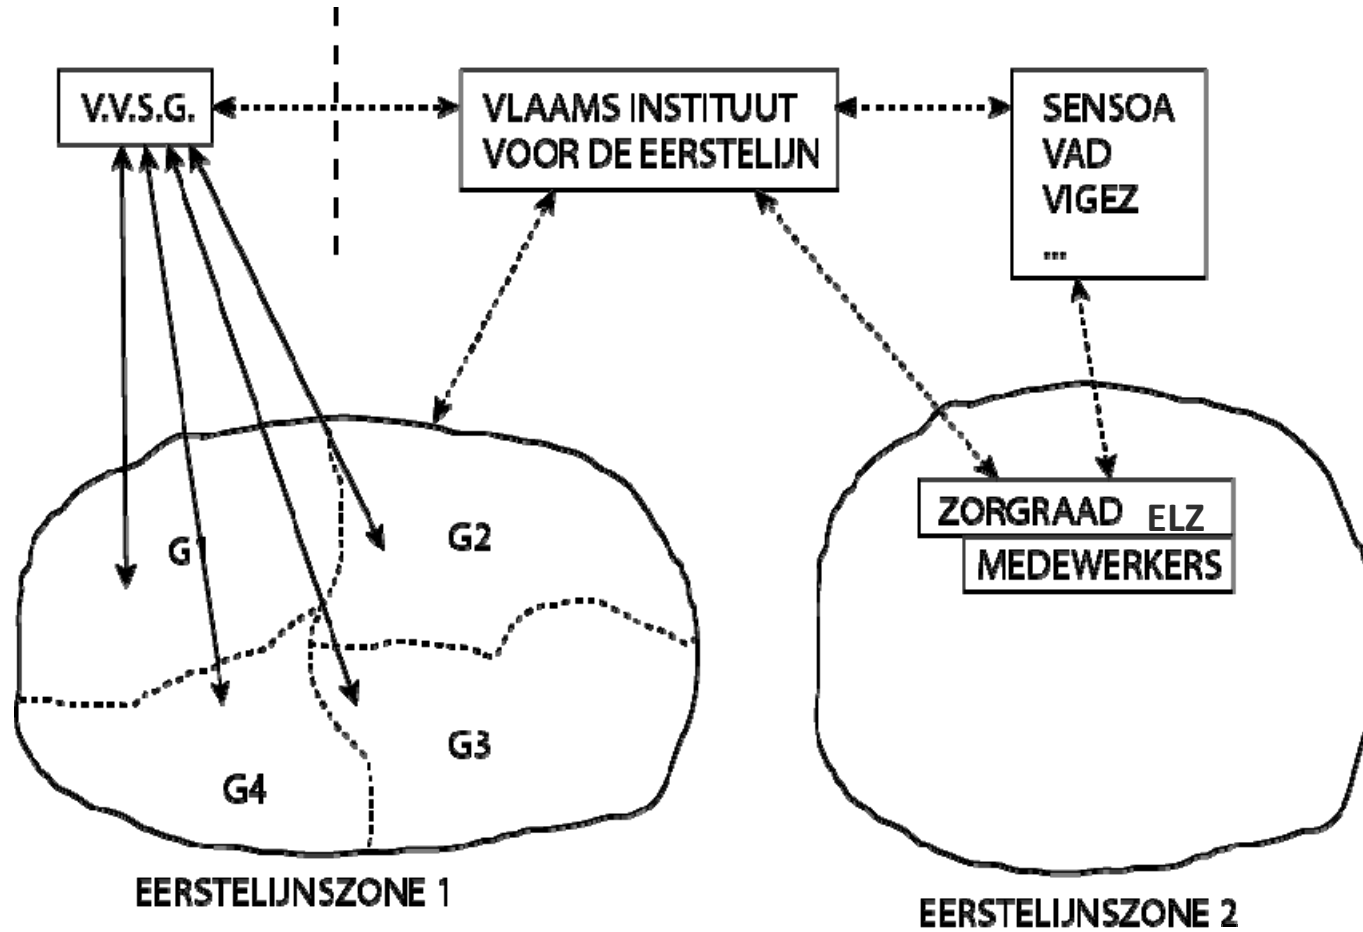 V.V.S.G.
VLAAMS INSTITUUT
VOOR DE EERSTELIJN
SENSOA
VAD
VIGEZ
...
G1
G2
G3
G4
ZORGRAAD ELZ
MEDEWERKERS
EERSTELIJNSZONE 1
EERSTELIJNSZONE 2